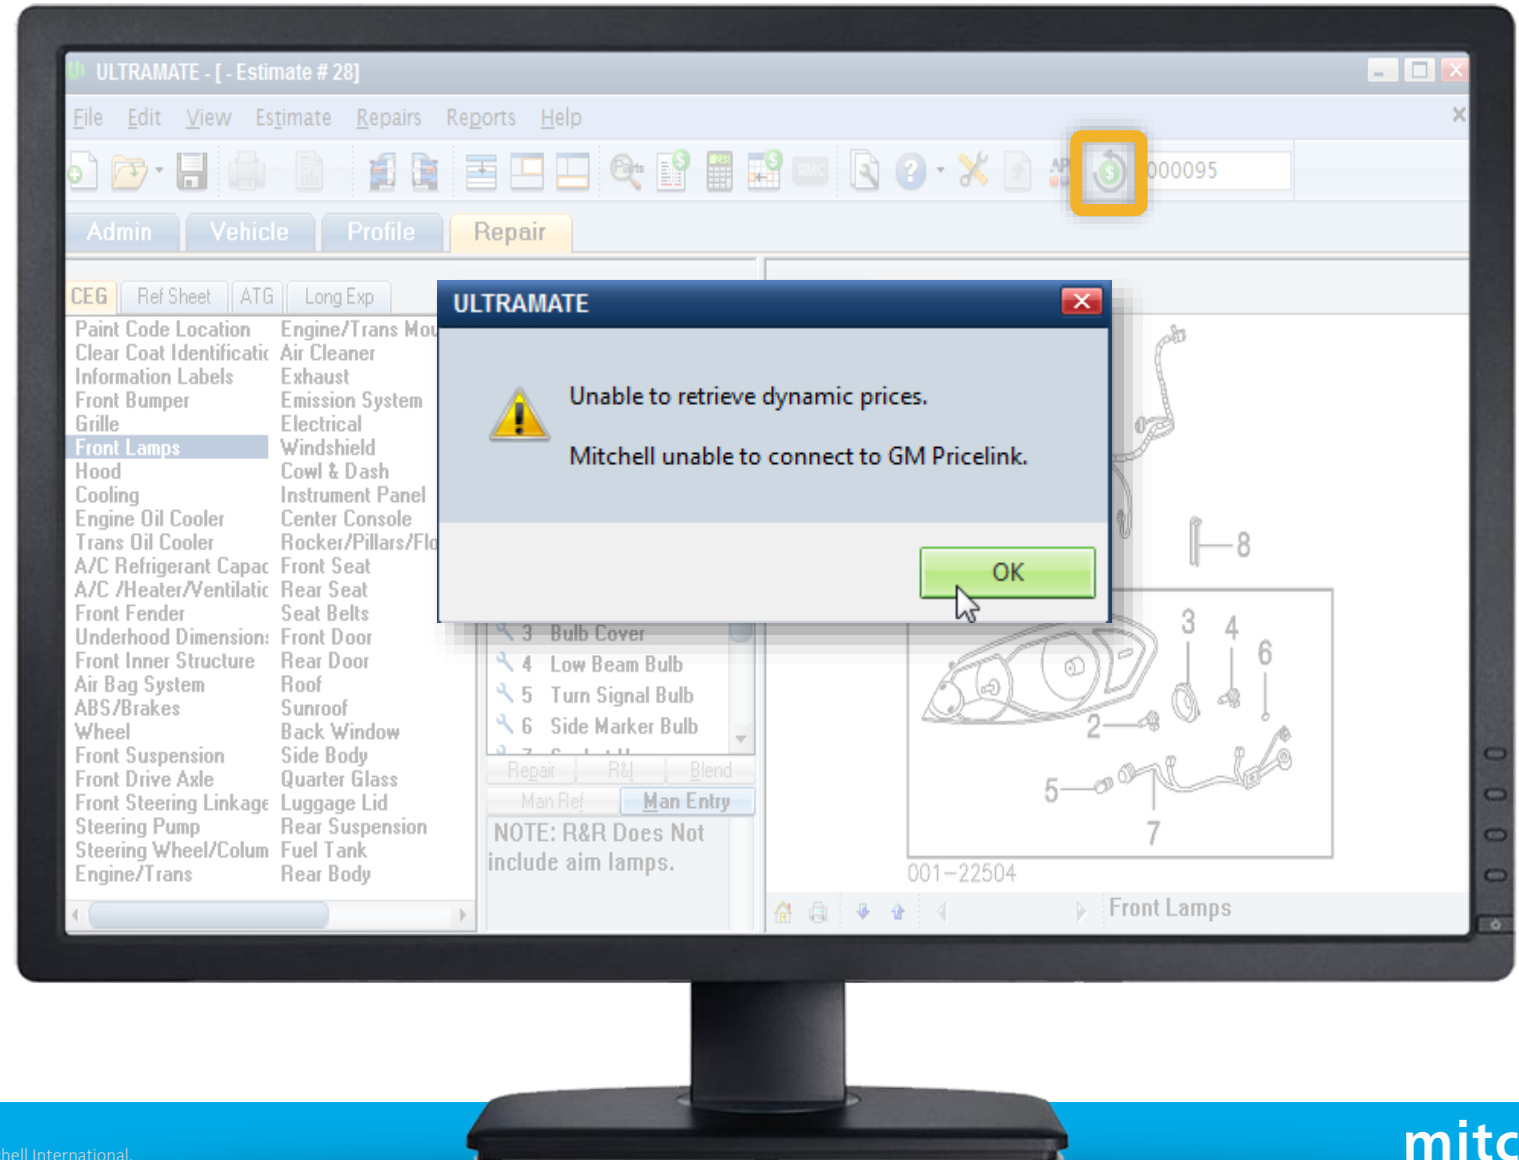 ULTRAMATE - [ - Estimate # 28]
File Edit View Estimate Repairs Reports Help
Parts
RMC
000095
Admin Vehicle Profile Repair
CEG Ref Sheet ATG Long Exp
Paint Code Location
Clear Coat Identificatic
Information Labels
Front Bumper
Grille
Front Lamps
Hood
Cooling
Engine Oil Cooler
Trans Oil Cooler
A/C Refrigerant Capac
A/C /Heater/Ventilatic
Front Fender
Underhood Dimension:
Front Inner Structure
Air Bag System
ABS/Brakes
Wheel
Front Suspension
Front Drive Axle
Front Steering Linkage
Steering Pump
Steering Wheel/Colum
Engine/Trans
Engine/Trans Mou
Air Cleaner
Exhaust
Emission System
Electrical
Windshield
Cowl & Dash
Instrument Panel
Center Console
Rocker/Pillars/Flo
Front Seat
Rear Seat
Seat Belts
Front Door
Rear Door
Roof
Sunroof
Back Window
Side Body
Quarter Glass
Luggage Lid
Rear Suspension
Fuel Tank
Rear Body
ULTRAMATE
Unable to retrieve dynamic prices.
Mitchell unable to connect to GM Pricelink.
OK
3 Bulb Cover
4 Low Beam Bulb
5 Turn Signal Bulb
6 Side Marker Bulb
Repair R&I Blend
Man Ref Man Entry
NOTE: R&R Does Not
include aim lamps.
8
3
4
6
2
5
7
001-22504
Front Lamps
hell International.
mitc